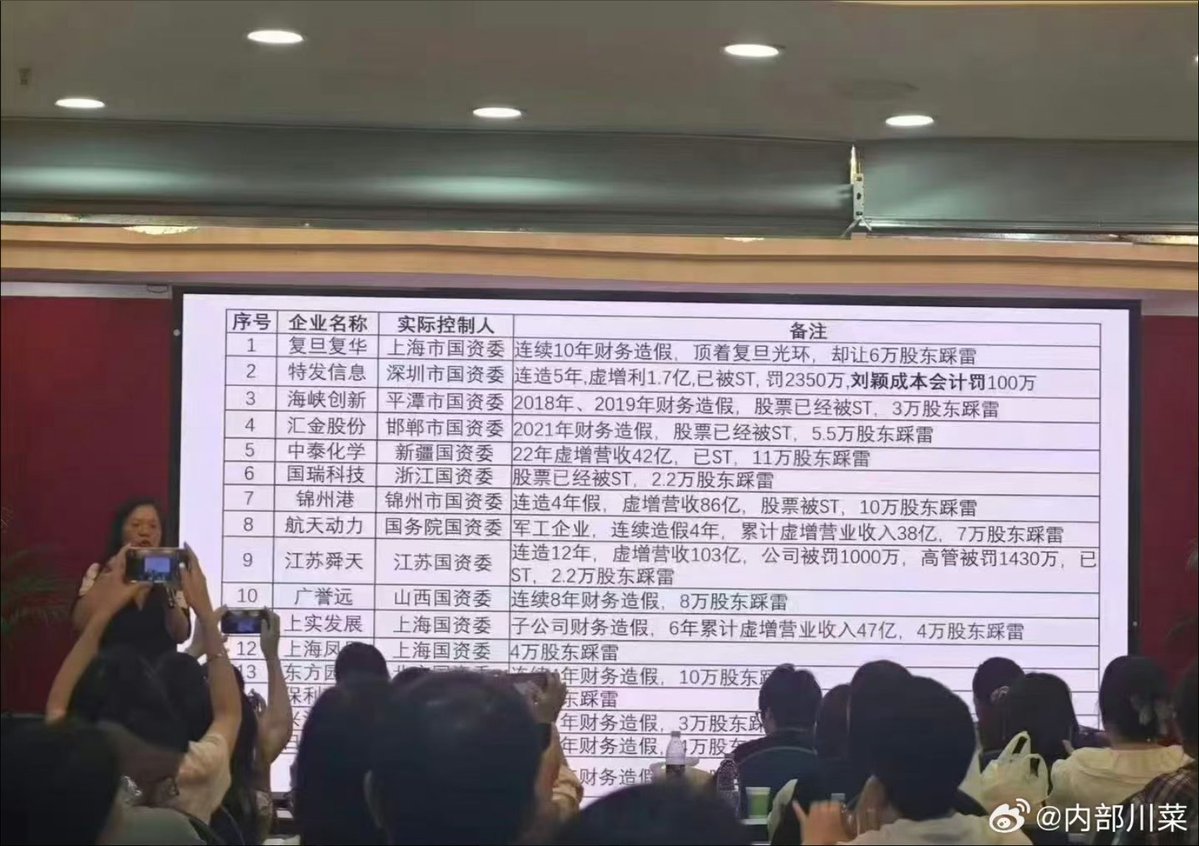 序号 企业名称 实际控制人 备注
1 复旦复华 上海市国资委 连续10年财务造假，顶着复旦光环，却让6万股东踩雷
2 特发信息 深圳市国资委 连造5年,虚增利1.7亿,已被ST, 罚2350万,刘颖成本会计罚100万
3 海峡创新 平潭市国资委 2018年、2019年财务造假，股票已经被ST，3万股东踩雷
4 汇金股份 邯郸市国资委 2021年财务造假，股票已经被ST，5.5万股东踩雷
5 中泰化学 新疆国资委 22年虚增营收42亿，已ST，11万股东踩雷
6 国瑞科技 浙江国资委 股票已经被ST，2.2万股东踩雷
7 锦州港 锦州市国资委 连造4年假，虚增营收86亿，股票被ST，10万股东踩雷
8 航天动力 国务院国资委 军工企业，连续造假4年，累计虚增营业收入38亿，7万股东踩雷
9 江苏舜天 江苏国资委 连造12年，虚增营收103亿，公司被罚1000万，高管被罚1430万，已
ST，2.2万股东踩雷
10 广誉远 山西国资委 连续8年财务造假，8万股东踩雷
上实发展 上海国资委 子公司财务造假，6年累计虚增营业收入47亿，4万股东踩雷
12 上海凤 上海国资委 4万股东踩雷
13 东方园 年财务造假，10万股东踩
保利 东踩雷
年财务造假，3万股东踩
年财务造假，4万股东
财务造假
@内部川菜